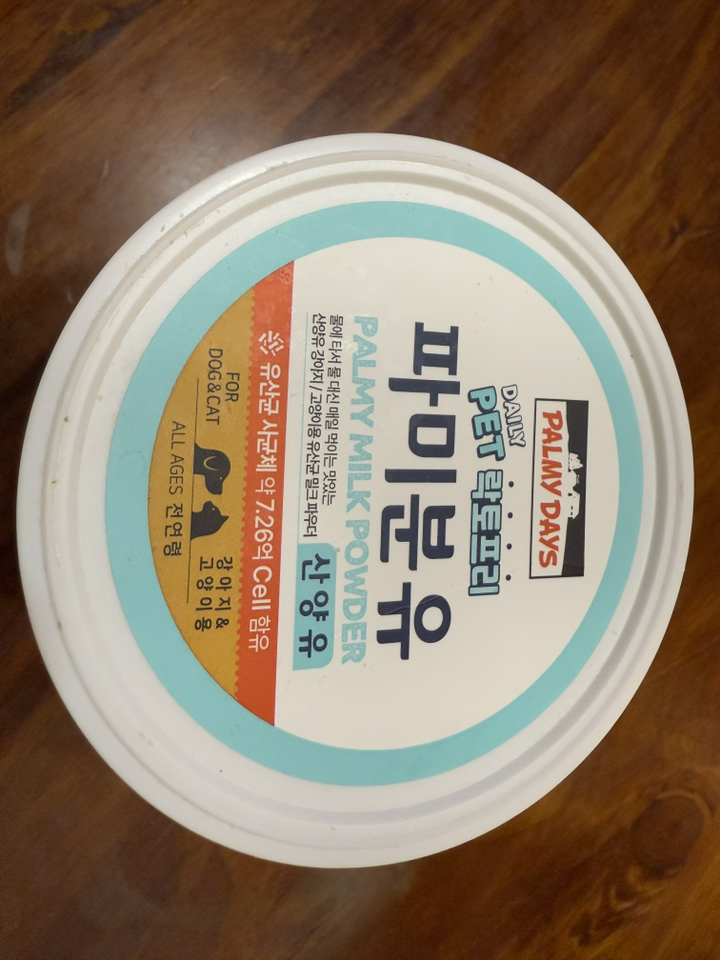 PALMY DAYS
DAILY
PET 락토프리
파미분유
PALMY MILK POWDER
물에 타서 물 대신 매일 먹이는 맛있는
산양유 강아지/고양이용 유산균 밀크 파우더
산양유
유산균 사균체 약 7.26억 Cell 함유
FOR
DOG&CAT
강아지&
고양이용
ALL AGES 전연령